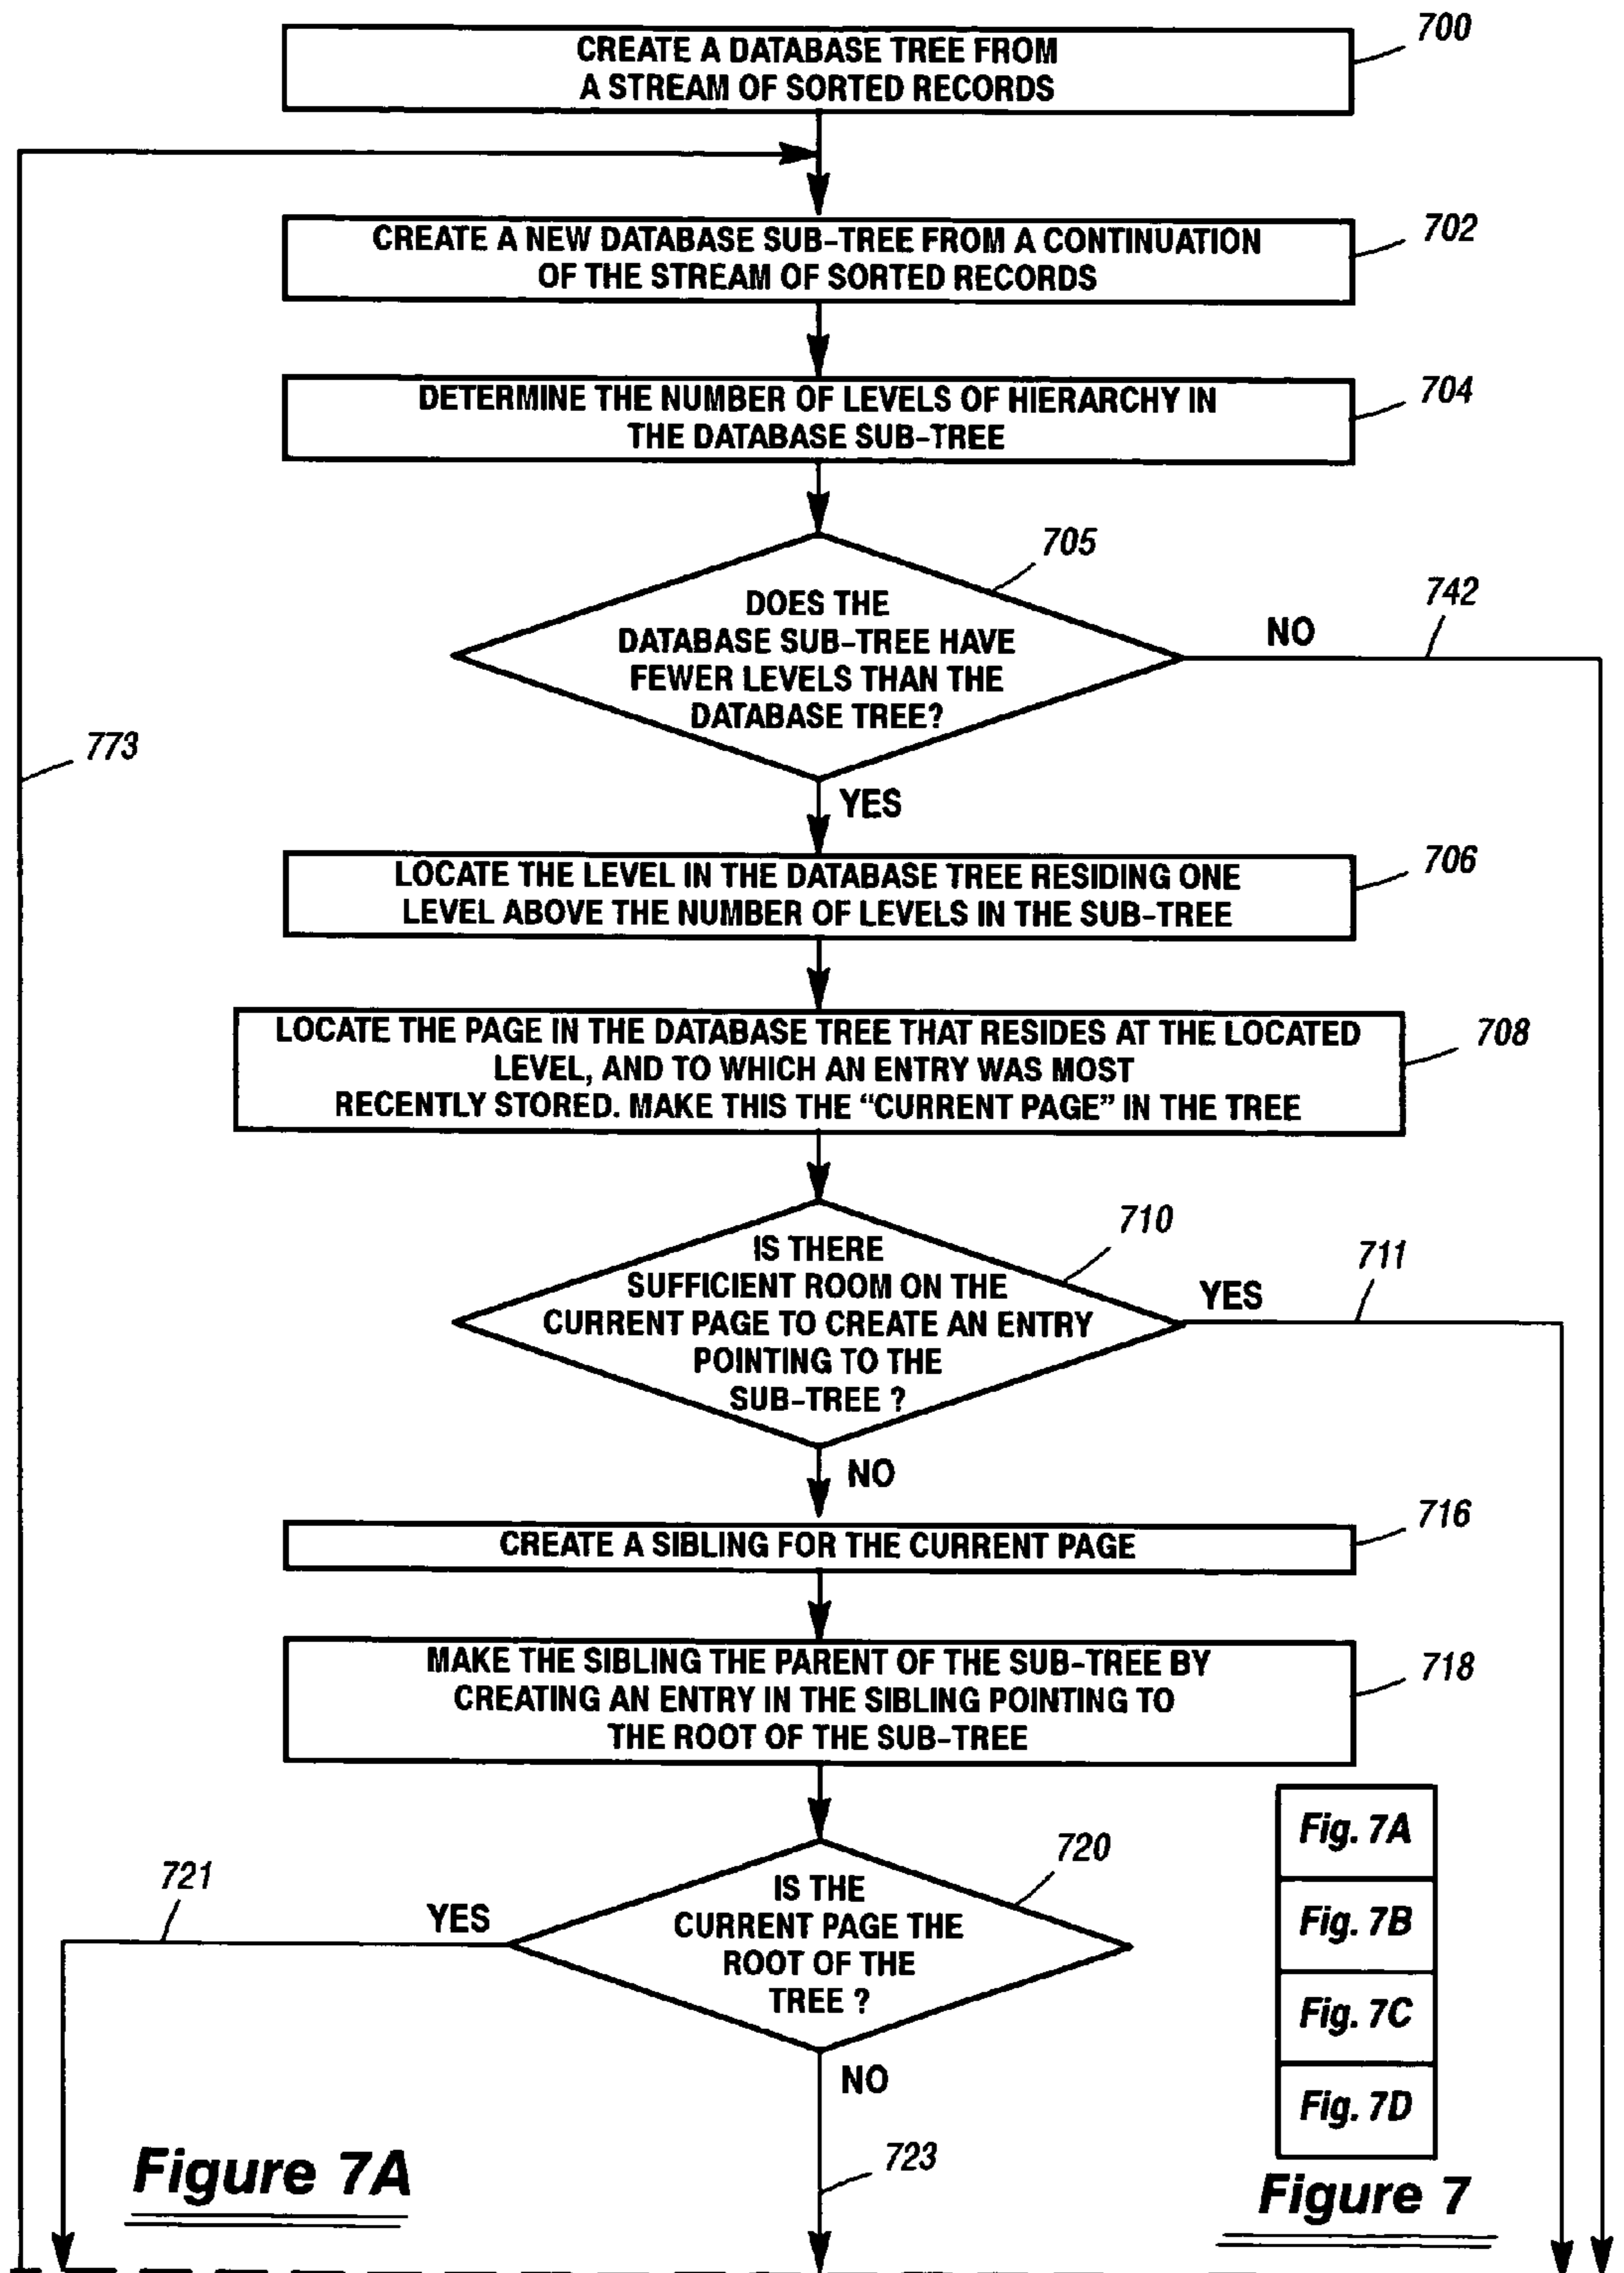 700
CREATE A DATABASE TREE FROM
A STREAM OF SORTED RECORDS
702
CREATE A NEW DATABASE SUB-TREE FROM A CONTINUATION
OF THE STREAM OF SORTED RECORDS
704
DETERMINE THE NUMBER OF LEVELS OF HIERARCHY IN
THE DATABASE SUB-TREE
705
DOES THE
DATABASE SUB-TREE HAVE
FEWER LEVELS THAN THE
DATABASE TREE?
NO
742
773
YES
706
LOCATE THE LEVEL IN THE DATABASE TREE RESIDING ONE
LEVEL ABOVE THE NUMBER OF LEVELS IN THE SUB-TREE
708
LOCATE THE PAGE IN THE DATABASE TREE THAT RESIDES AT THE LOCATED
LEVEL, AND TO WHICH AN ENTRY WAS MOST
RECENTLY STORED. MAKE THIS THE “CURRENT PAGE” IN THE TREE
710
IS THERE
SUFFICIENT ROOM ON THE
CURRENT PAGE TO CREATE AN ENTRY
POINTING TO THE
SUB-TREE ?
YES
711
NO
716
CREATE A SIBLING FOR THE CURRENT PAGE
718
MAKE THE SIBLING THE PARENT OF THE SUB-TREE BY
CREATING AN ENTRY IN THE SIBLING POINTING TO
THE ROOT OF THE SUB-TREE
720
IS THE
CURRENT PAGE THE
ROOT OF THE
TREE ?
YES
721
NO
723
Fig. 7A
Fig. 7B
Fig. 7C
Fig. 7D
Figure 7A
Figure 7